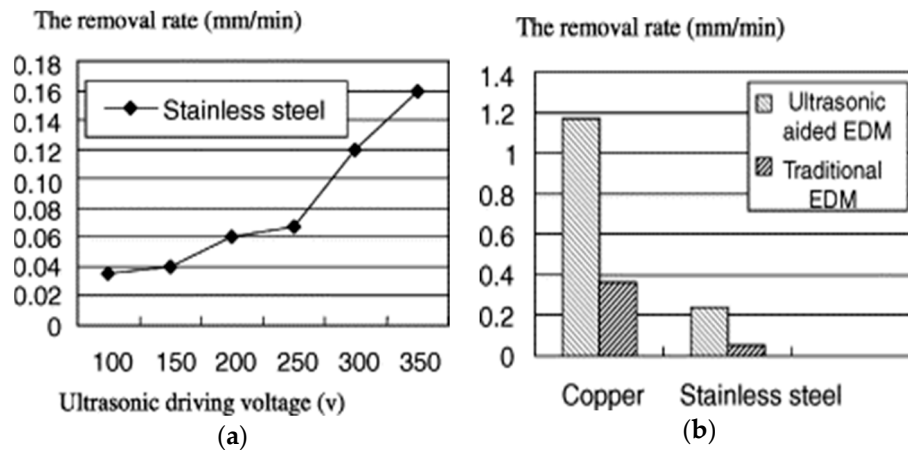 The removal rate (mm/min)
0.18
0.16
0.14
0.12
0.10
0.08
0.06
0.04
0.02
0
Stainless steel
100 150 200 250 300 350
Ultrasonic driving voltage (v)
(a)
The removal rate (mm/min)
1.4
1.2
1
0.8
0.6
0.4
0.2
0
Ultrasonic
aided EDM
Traditional
EDM
Copper Stainless steel
(b)